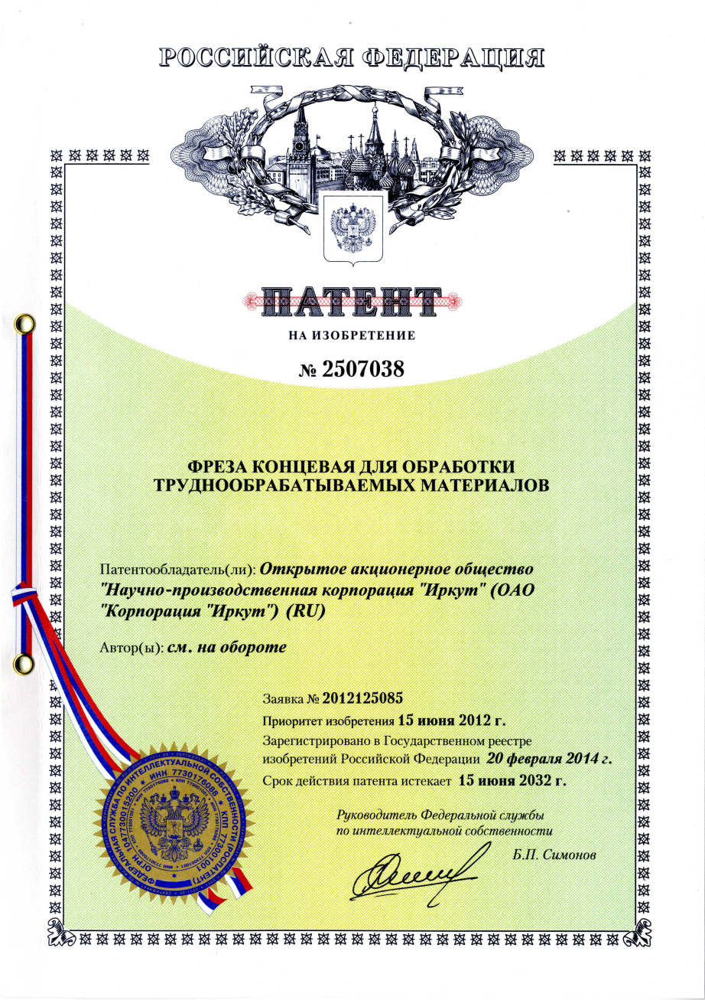 РОССИЙСКАЯ ФЕДЕРАЦИЯ
ПАТЕНТ
НА ИЗОБРЕТЕНИЕ
№ 2507038
ФРЕЗА КОНЦЕВАЯ ДЛЯ ОБРАБОТКИ
ТРУДНООБРАБАТЫВАЕМЫХ МАТЕРИАЛОВ
Патентообладатель(ли): Открытое акционерное общество
"Научно-производственная корпорация "Иркут" (ОАО
"Корпорация "Иркут") (RU)
Автор(ы): см. на обороте
Заявка № 2012125085
Приоритет изобретения 15 июня 2012 г.
Зарегистрировано в Государственном реестре
изобретений Российской Федерации 20 февраля 2014 г.
Срок действия патента истекает 15 июня 2032 г.
Руководитель Федеральной службы
по интеллектуальной собственности
Б.П. Симонов
ФЕДЕРАЛЬНАЯ СЛУЖБА ПО ИНТЕЛЛЕКТУАЛЬНОЙ СОБСТВЕННОСТИ (РОСПАТЕНТ)
ОГРН 1047730015200 * ИНН 7730176088 * КПП 773001001